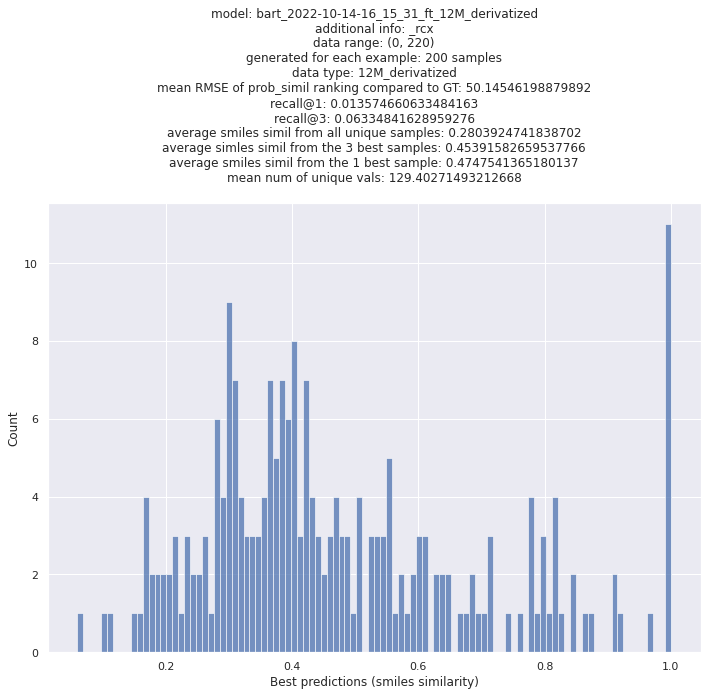 model: bart_2022-10-14-16_15_31_ft_12M_derivatized
additional info: _rcx
data range: (0, 220)
generated for each example: 200 samples
data type: 12M_derivatized
mean RMSE of prob_simil ranking compared to GT: 50.14546198879892
recall@1: 0.013574660633484163
recall@3: 0.06334841628959276
average smiles simil from all unique samples: 0.2803924741838702
average simles simil from the 3 best samples: 0.45391582659537766
average smiles simil from the 1 best sample: 0.4747541365180137
mean num of unique vals: 129.40271493212668
10
8
6
4
2
0
Count
0.2 0.4 0.6 0.8 1.0
Best predictions (smiles similarity)